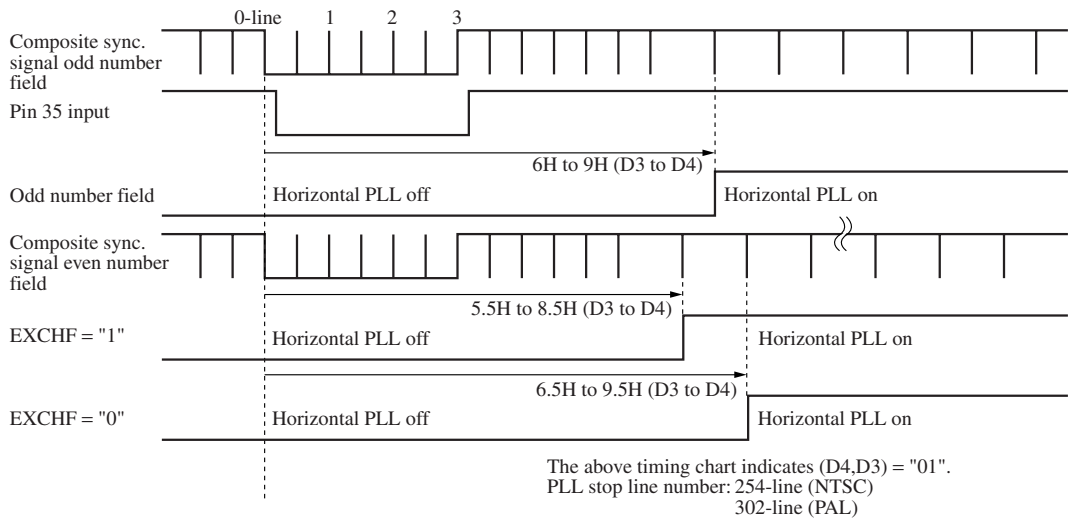 0-line 1 2 3
Composite sync.
signal odd number
field
Pin 35 input
6H to 9H (D3 to D4)
Odd number field Horizontal PLL off Horizontal PLL on
Composite sync.
signal even number
field
5.5H to 8.5H (D3 to D4)
EXCHF = "1" Horizontal PLL off Horizontal PLL on
6.5H to 9.5H (D3 to D4)
EXCHF = "0" Horizontal PLL off Horizontal PLL on
The above timing chart indicates (D4,D3) = "01".
PLL stop line number: 254-line (NTSC)
302-line (PAL)